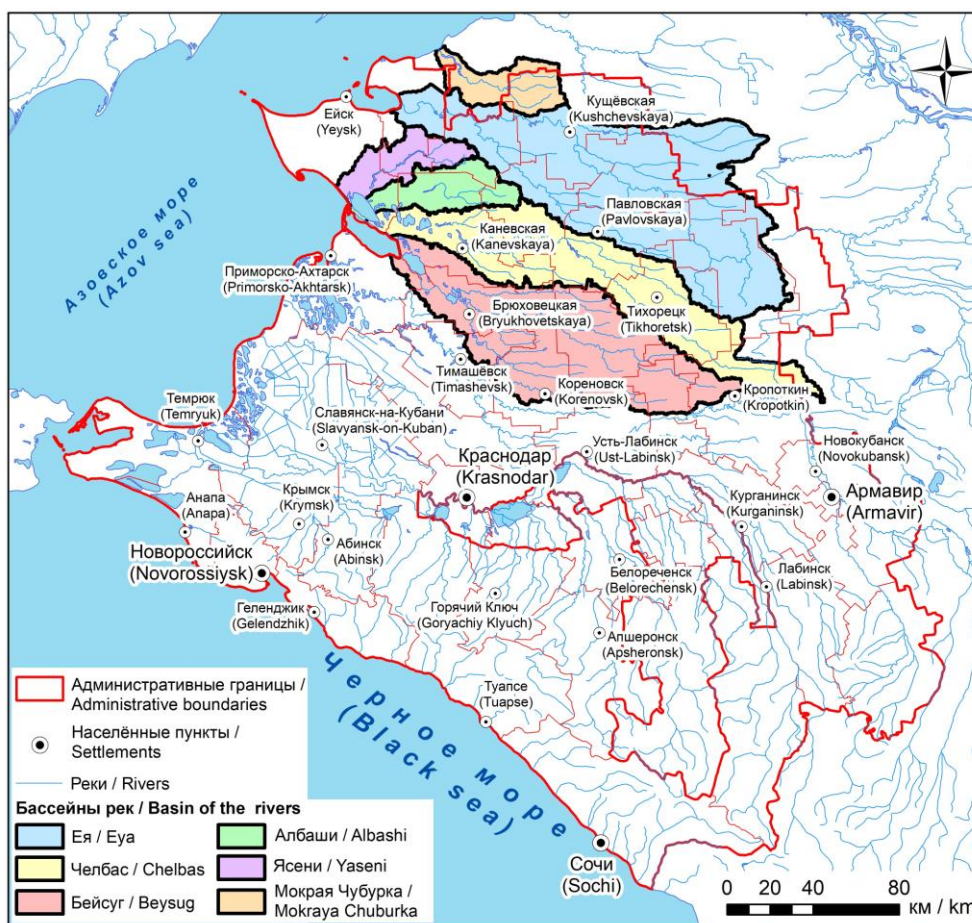 Ейск
(Yeysk)
Кущёвская
(Kushchevskaya)
Азовское море
(Azov sea)
Павловская
(Pavlovskaya)
Каневская
(Kanevskaya)
Приморско-Ахтарск
(Primorsko-Akhtarsk)
Брюховецкая
(Bryukhovetskaya)
Тихорецк
(Tikhoretsk)
Тимашёвск
(Timashevsk)
Кореновск
(Korenovsk)
Кропоткин
(Kropotkin)
Темрюк
(Temryuk)
Славянск-на-Кубани
(Slavyansk-on-Kuban)
Усть-Лабинск
(Ust-Labinsk)
Новокубанск
(Novokubansk)
Краснодар
(Krasnodar)
Анапа
(Anapa)
Крымск
(Krymsk)
Курганинск
(Kurganinsk)
Армавир
(Armavir)
Абинск
(Abinsk)
Новороссийск
(Novorossiysk)
Белореченск
(Belorechensk)
Лабинск
(Labinsk)
Геленджик
(Gelendzhik)
Горячий Ключ
(Goryachiy Klyuch)
Апшеронск
(Apsheronsk)
Туапсе
(Tuapse)
Черное море
(Black sea)
Сочи
(Sochi)
Административные границы /
Administrative boundaries
Населённые пункты /
Settlements
Реки / Rivers
Бассейны рек / Basin of the rivers
Ея / Eya
Албаши / Albashi
Челбас / Chelbas
Ясени / Yaseni
Бейсуг / Beysug
Мокрая Чубурка /
Mokraya Chuburka
0 20 40 80
км / km